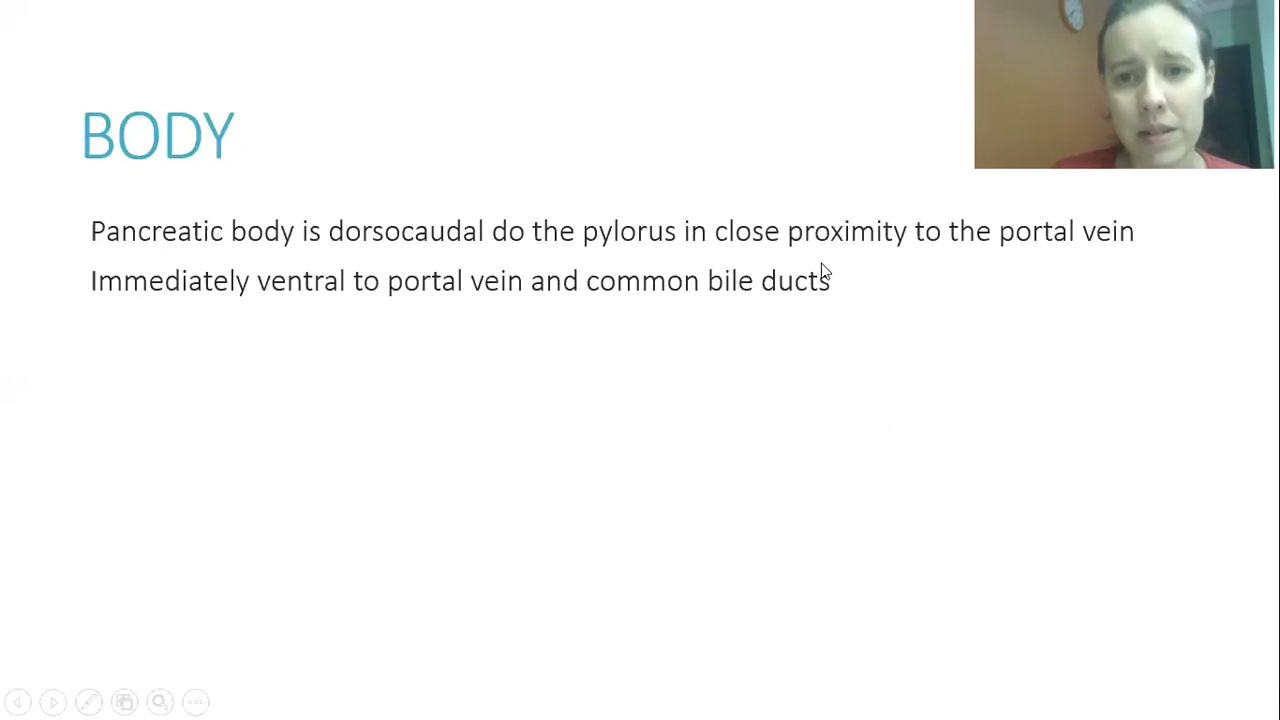 BODY
Pancreatic body is dorsocaudal do the pylorus in close proximity to the portal vein
Immediately ventral to portal vein and common bile ducts